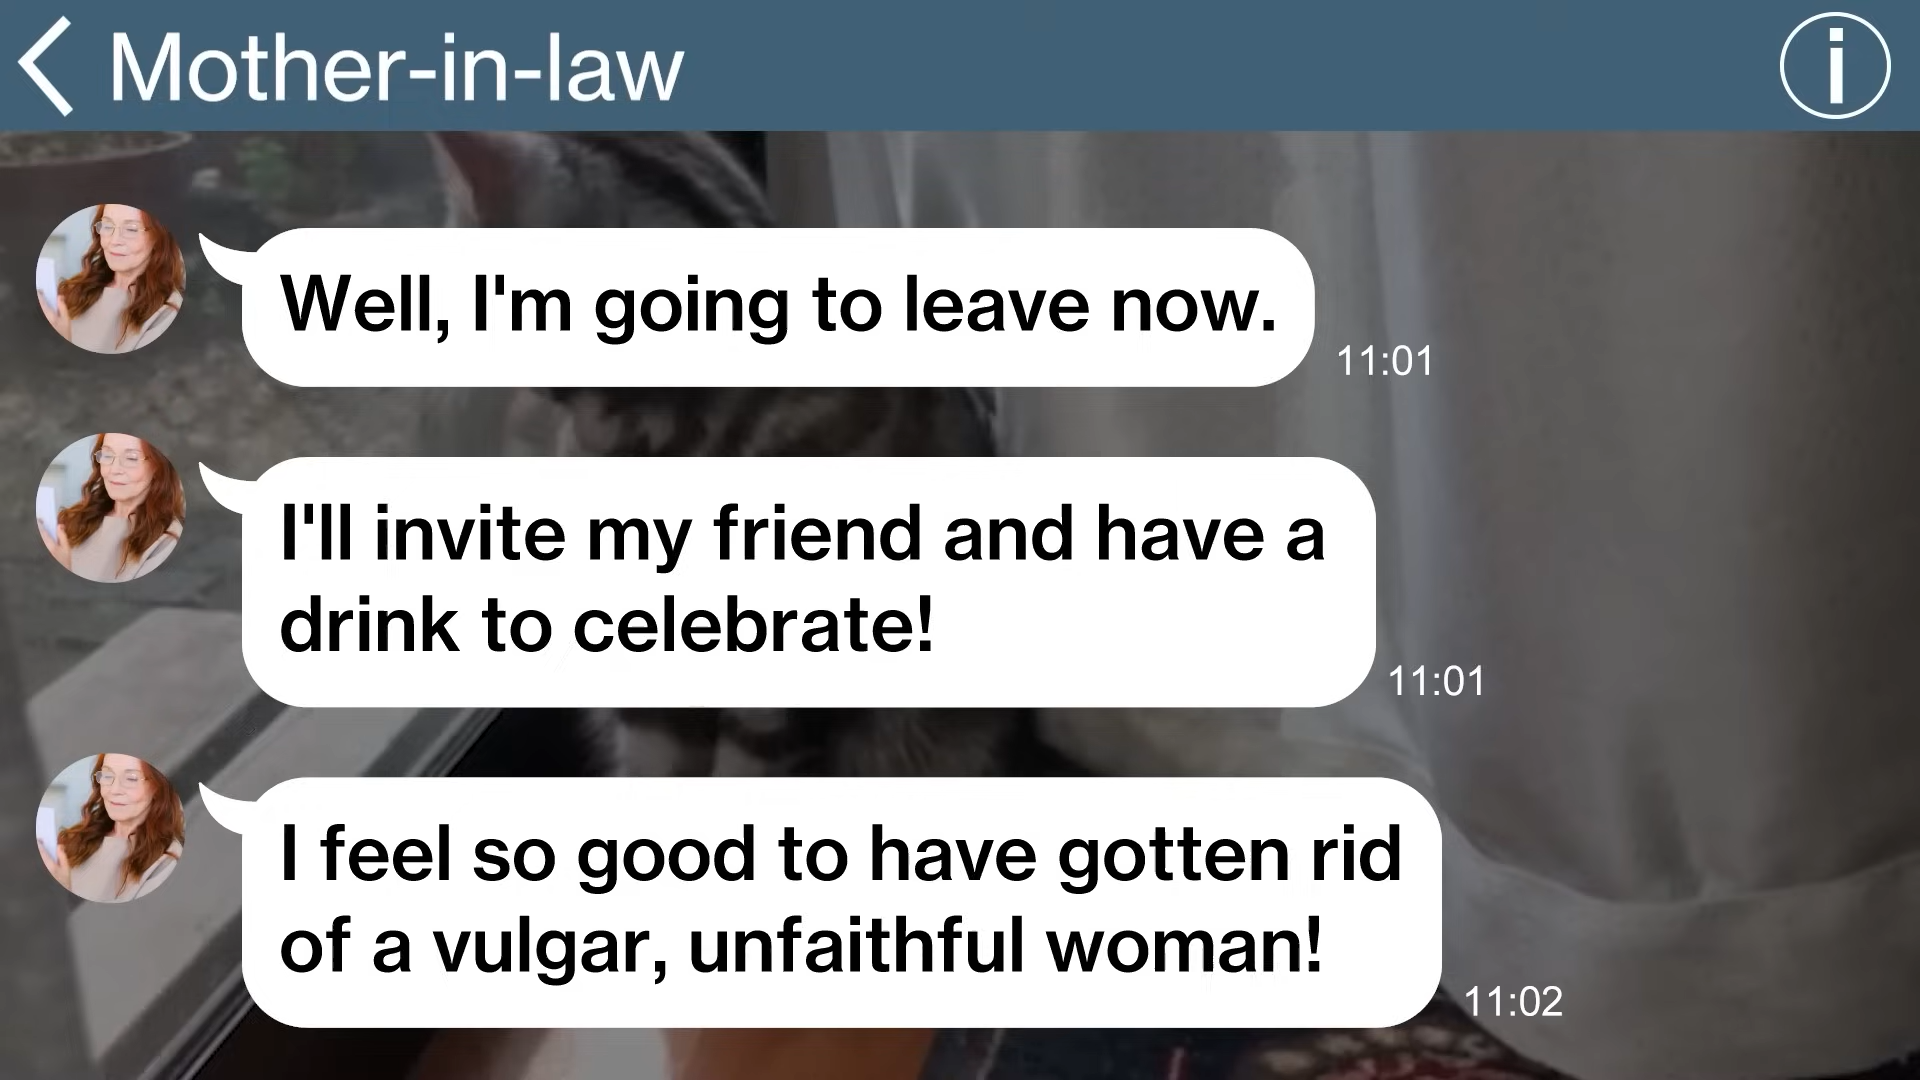 Mother-in-law
Well, I'm going to leave now.
11:01
I'll invite my friend and have a
drink to celebrate!
11:01
I feel so good to have gotten rid
of a vulgar, unfaithful woman!
11:02